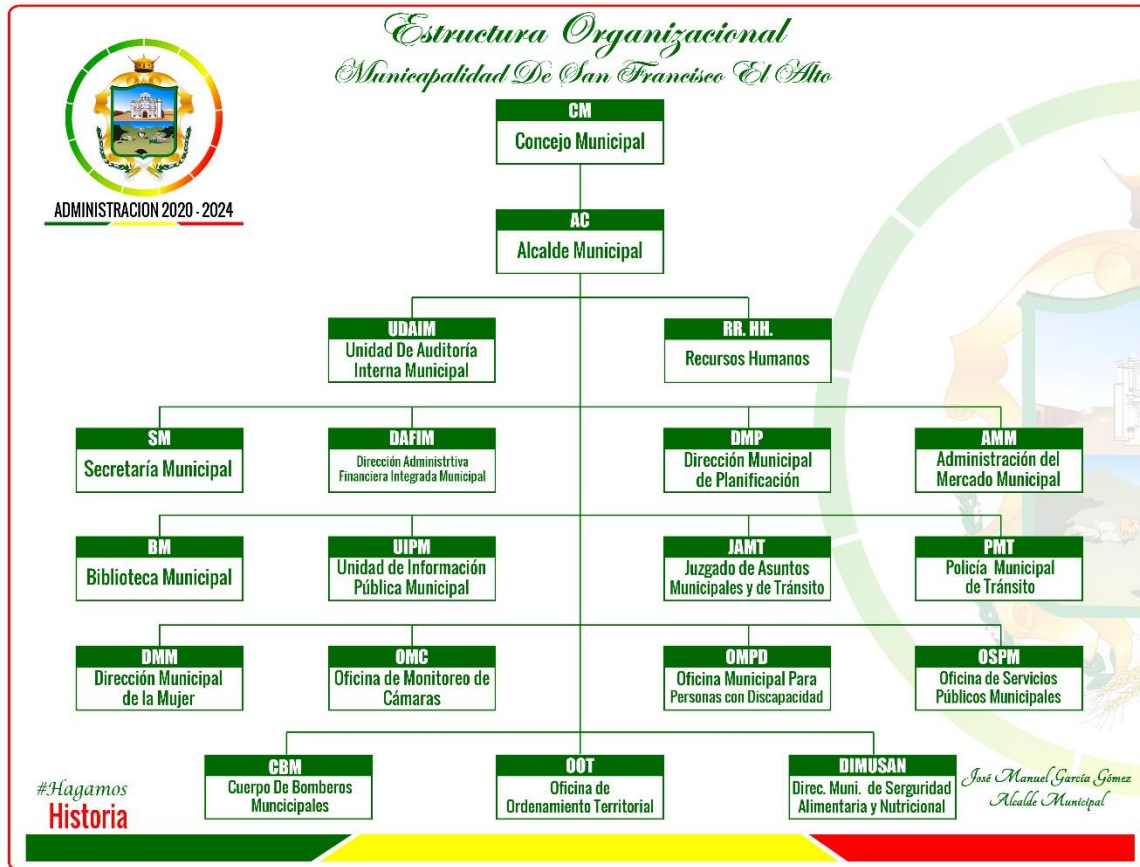 Estructura Organizacional
Municapalidad De San Francisco El Alto
ADMINISTRACION 2020 - 2024
CM
Concejo Municipal
AC
Alcalde Municipal
UDAIM
Unidad De Auditoría
Interna Municipal
RR. HH.
Recursos Humanos
SM
Secretaría Municipal
DAFIM
Dirección Administrtiva
Financiera Integrada Municipal
DMP
Dirección Municipal
de Planificación
AMM
Administración del
Mercado Municipal
BM
Biblioteca Municipal
UIPM
Unidad de Información
Pública Municipal
JAMT
Juzgado de Asuntos
Municipales y de Tránsito
PMT
Policía Municipal
de Tránsito
DMM
Dirección Municipal
de la Mujer
OMC
Oficina de Monitoreo de
Cámaras
OMPD
Oficina Municipal Para
Personas con Discapacidad
OSPM
Oficina de Servicios
Públicos Municipales
CBM
Cuerpo De Bomberos
Muncicipales
OOT
Oficina de
Ordenamiento Territorial
DIMUSAN
Direc. Muni. de Serguridad
Alimentaria y Nutricional
#Hagamos
Historia
José Manuel García Gómez
Alcalde Municipal